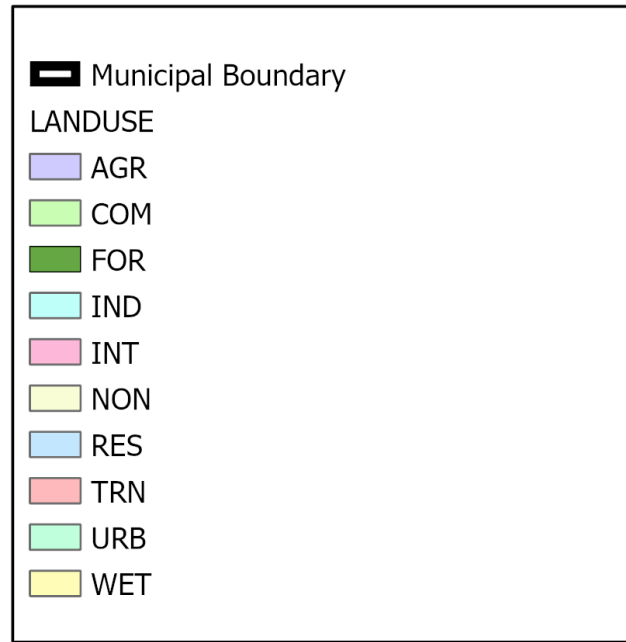 Municipal Boundary
LANDUSE
AGR
COM
FOR
IND
INT
NON
RES
TRN
URB
WET